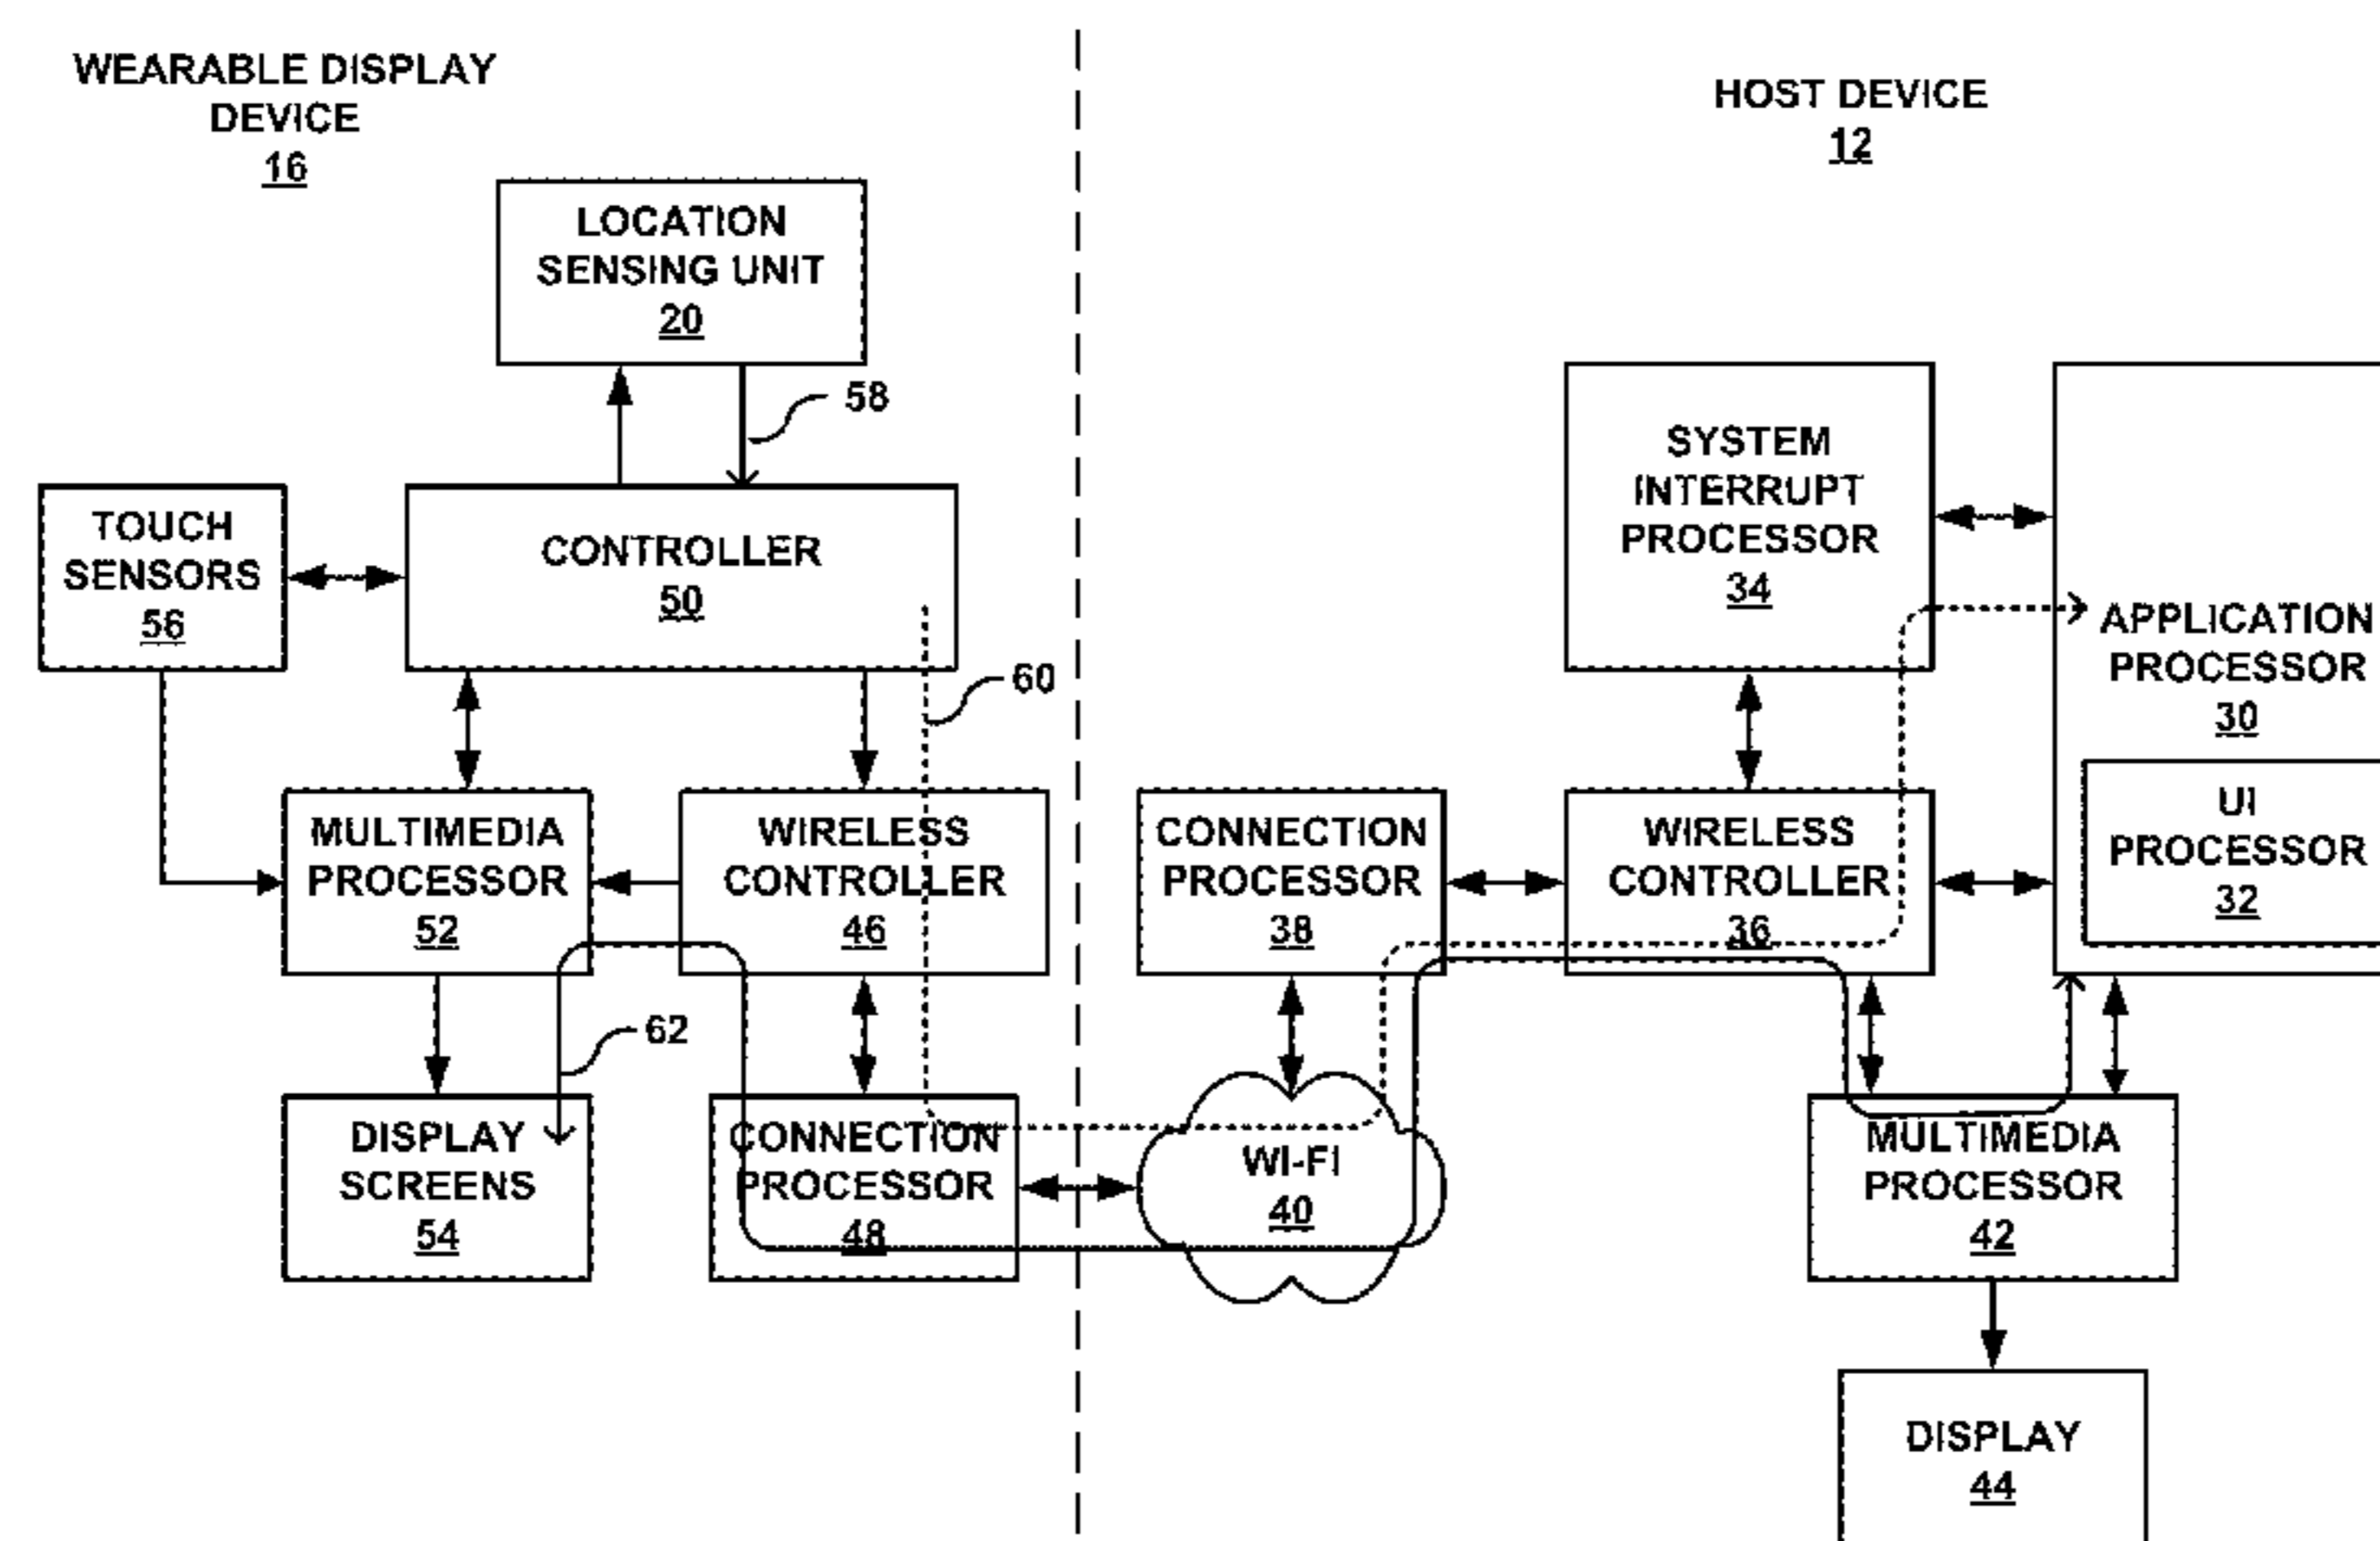 WEARABLE DISPLAY
DEVICE
16
HOST DEVICE
12
LOCATION
SENSING UNIT
20
58
SYSTEM
INTERRUPT
PROCESSOR
34
TOUCH
SENSORS
56
CONTROLLER
50
APPLICATION
PROCESSOR
30
60
UI
PROCESSOR
32
MULTIMEDIA
PROCESSOR
52
WIRELESS
CONTROLLER
46
CONNECTION
PROCESSOR
38
WIRELESS
CONTROLLER
36
62
DISPLAY
SCREENS
54
CONNECTION
PROCESSOR
48
WI-FI
40
MULTIMEDIA
PROCESSOR
42
DISPLAY
44